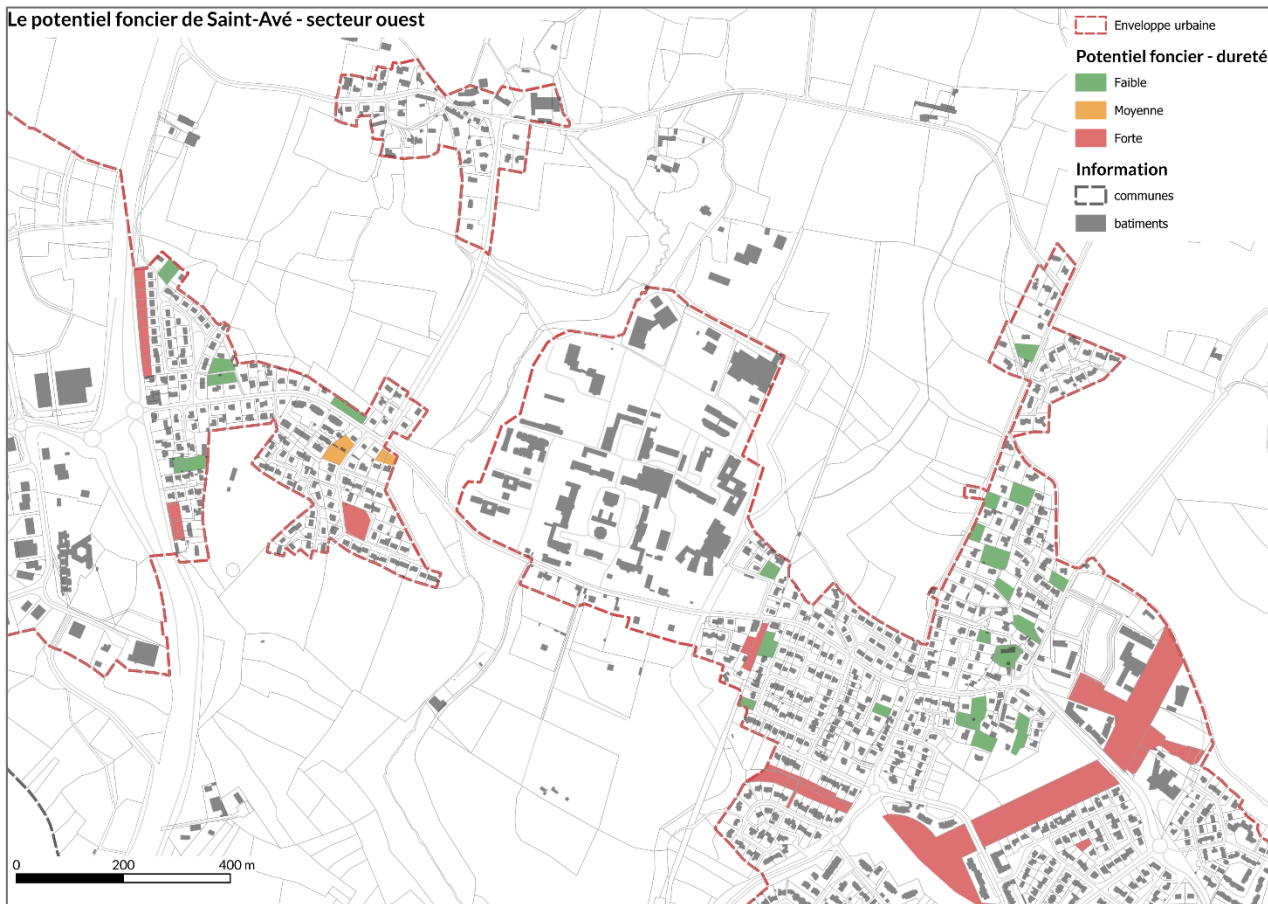 Le potentiel foncier de Saint-Avé - secteur ouest
Enveloppe urbaine
Potentiel foncier - dureté
Faible
Moyenne
Forte
Information
communes
batiments
0 200 400 m